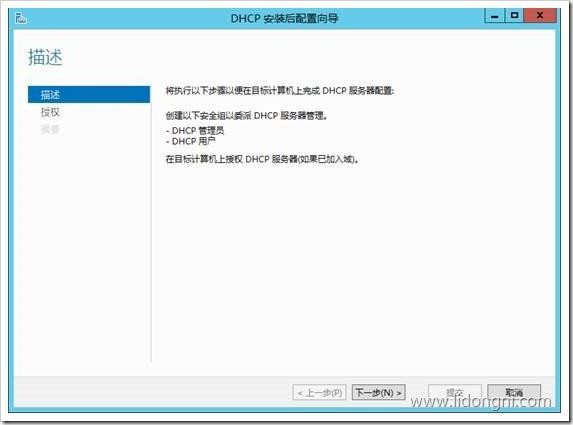 DHCP 安装后配置向导
描述
描述
授权
摘要
将执行以下步骤以便在目标计算机上完成 DHCP 服务器配置:
创建以下安全组以委派 DHCP 服务器管理。
- DHCP 管理员
- DHCP 用户
在目标计算机上授权 DHCP 服务器(如果已加入域)。
< 上一步(P)
下一步(N) >
提交
取消
www.lidongni.com